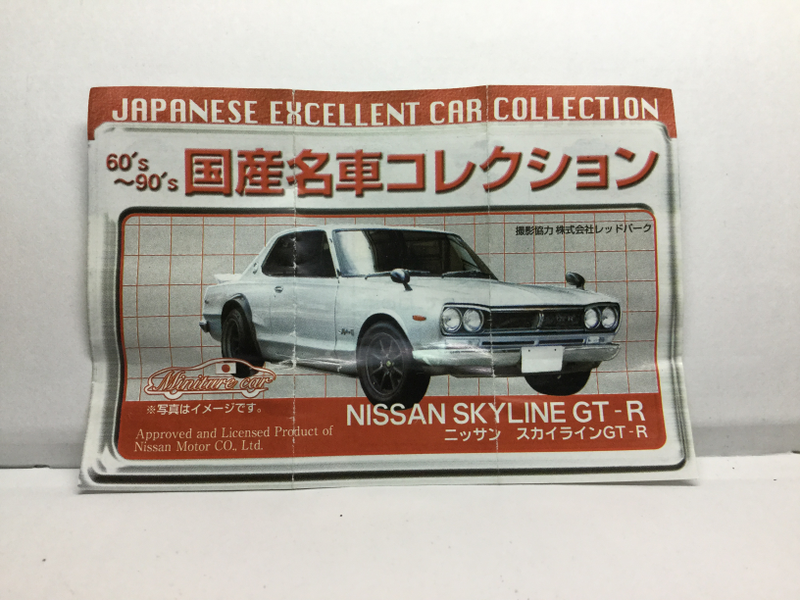 JAPANESE EXCELLENT CAR COLLECTION
60's
～90's
国産名車コレクション
撮影協力 株式会社レッドパーク
Miniture car
※写真はイメージです。
NISSAN SKYLINE GT-R
ニッサン スカイラインGT-R
Approved and Licensed Product of
Nissan Motor CO., Ltd.